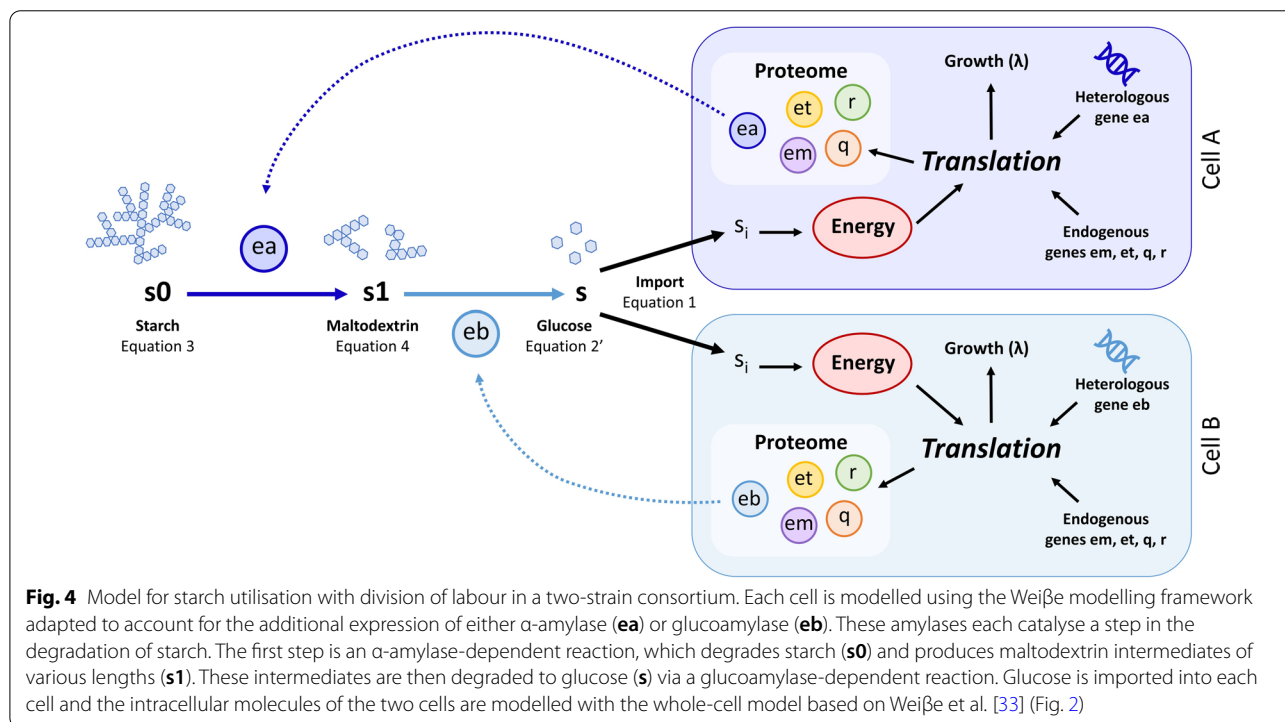 Proteome
ea
et
r
em
q
Growth (λ)
Heterologous
gene ea
Translation
Endogenous
genes em, et, q, r
si
Energy
Cell A
ea
s0
s1
s
Starch
Equation 3
Maltodextrin
Equation 4
eb
Glucose
Equation 2′
Import
Equation 1
si
Energy
Growth (λ)
Heterologous
gene eb
Translation
Proteome
eb
et
r
em
q
Endogenous
genes em, et, q, r
Cell B
Fig. 4 Model for starch utilisation with division of labour in a two-strain consortium. Each cell is modelled using the Weiβe modelling framework
adapted to account for the additional expression of either α-amylase (ea) or glucoamylase (eb). These amylases each catalyse a step in the
degradation of starch. The first step is an α-amylase-dependent reaction, which degrades starch (s0) and produces maltodextrin intermediates of
various lengths (s1). These intermediates are then degraded to glucose (s) via a glucoamylase-dependent reaction. Glucose is imported into each
cell and the intracellular molecules of the two cells are modelled with the whole-cell model based on Weiβe et al. [33] (Fig. 2)